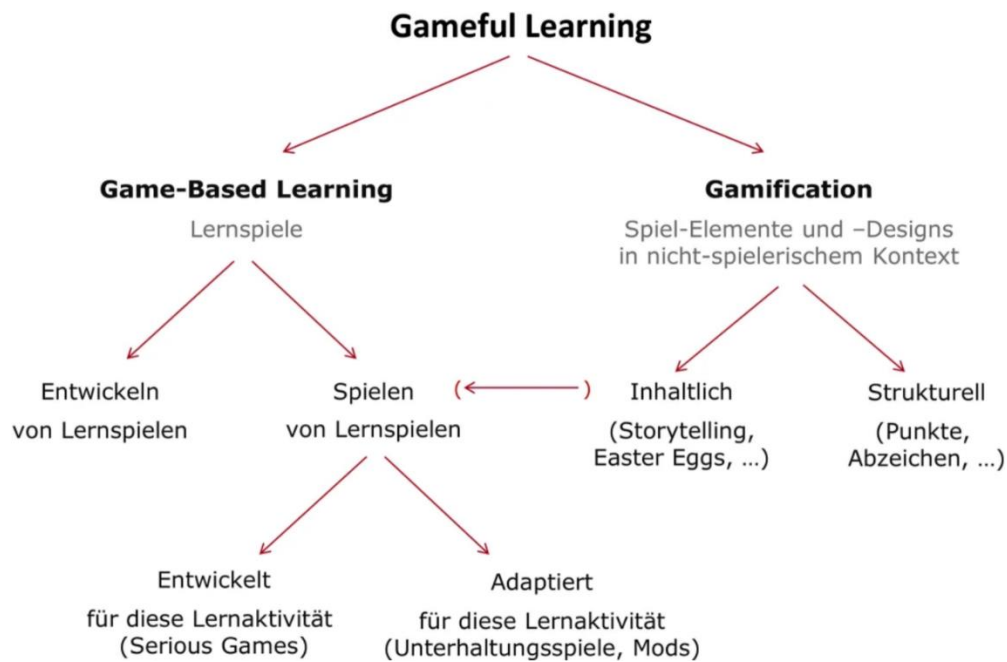 Gameful Learning
Game-Based Learning
Lernspiele
Gamification
Spiel-Elemente und –Designs
in nicht-spielerischem Kontext
Entwickeln
von Lernspielen
Spielen
von Lernspielen
( )
Inhaltlich
(Storytelling,
Easter Eggs, ...)
Strukturell
(Punkte,
Abzeichen, ...)
Entwickelt
für diese Lernaktivität
(Serious Games)
Adaptiert
für diese Lernaktivität
(Unterhaltungsspiele, Mods)